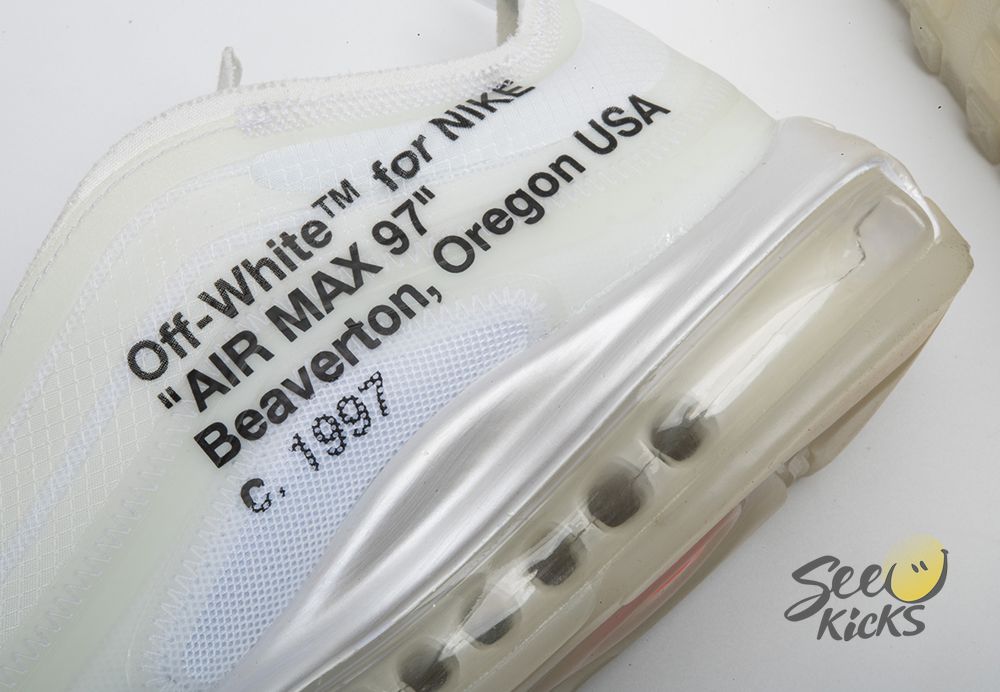 Off-White™ for NIKE
"AIR MAX 97"
Beaverton, Oregon USA
c. 1997
See
Kicks